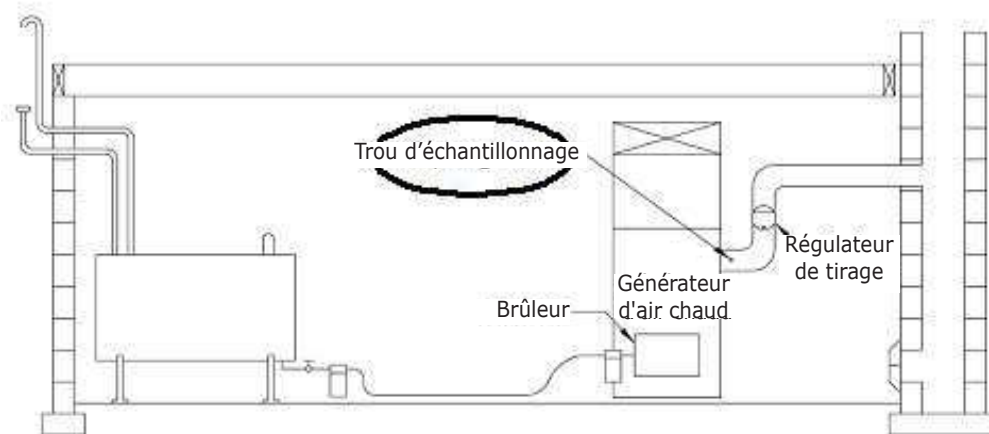 Trou d’échantillonnage
Régulateur
de tirage
Générateur
d'air chaud
Brûleur